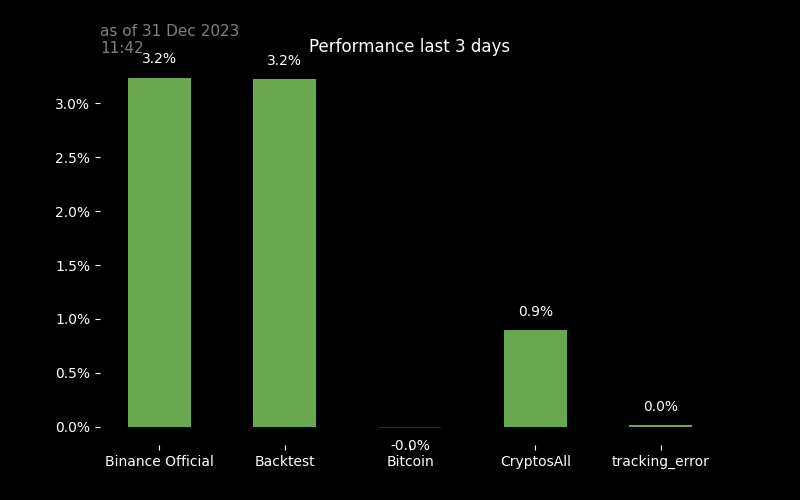 as of 31 Dec 2023
11:42
Performance last 3 days
3.2%
3.2%
3.0%
2.5%
2.0%
1.5%
1.0%
0.5%
0.0%
0.9%
0.0%
-0.0%
Binance Official
Backtest
Bitcoin
CryptosAll
tracking_error